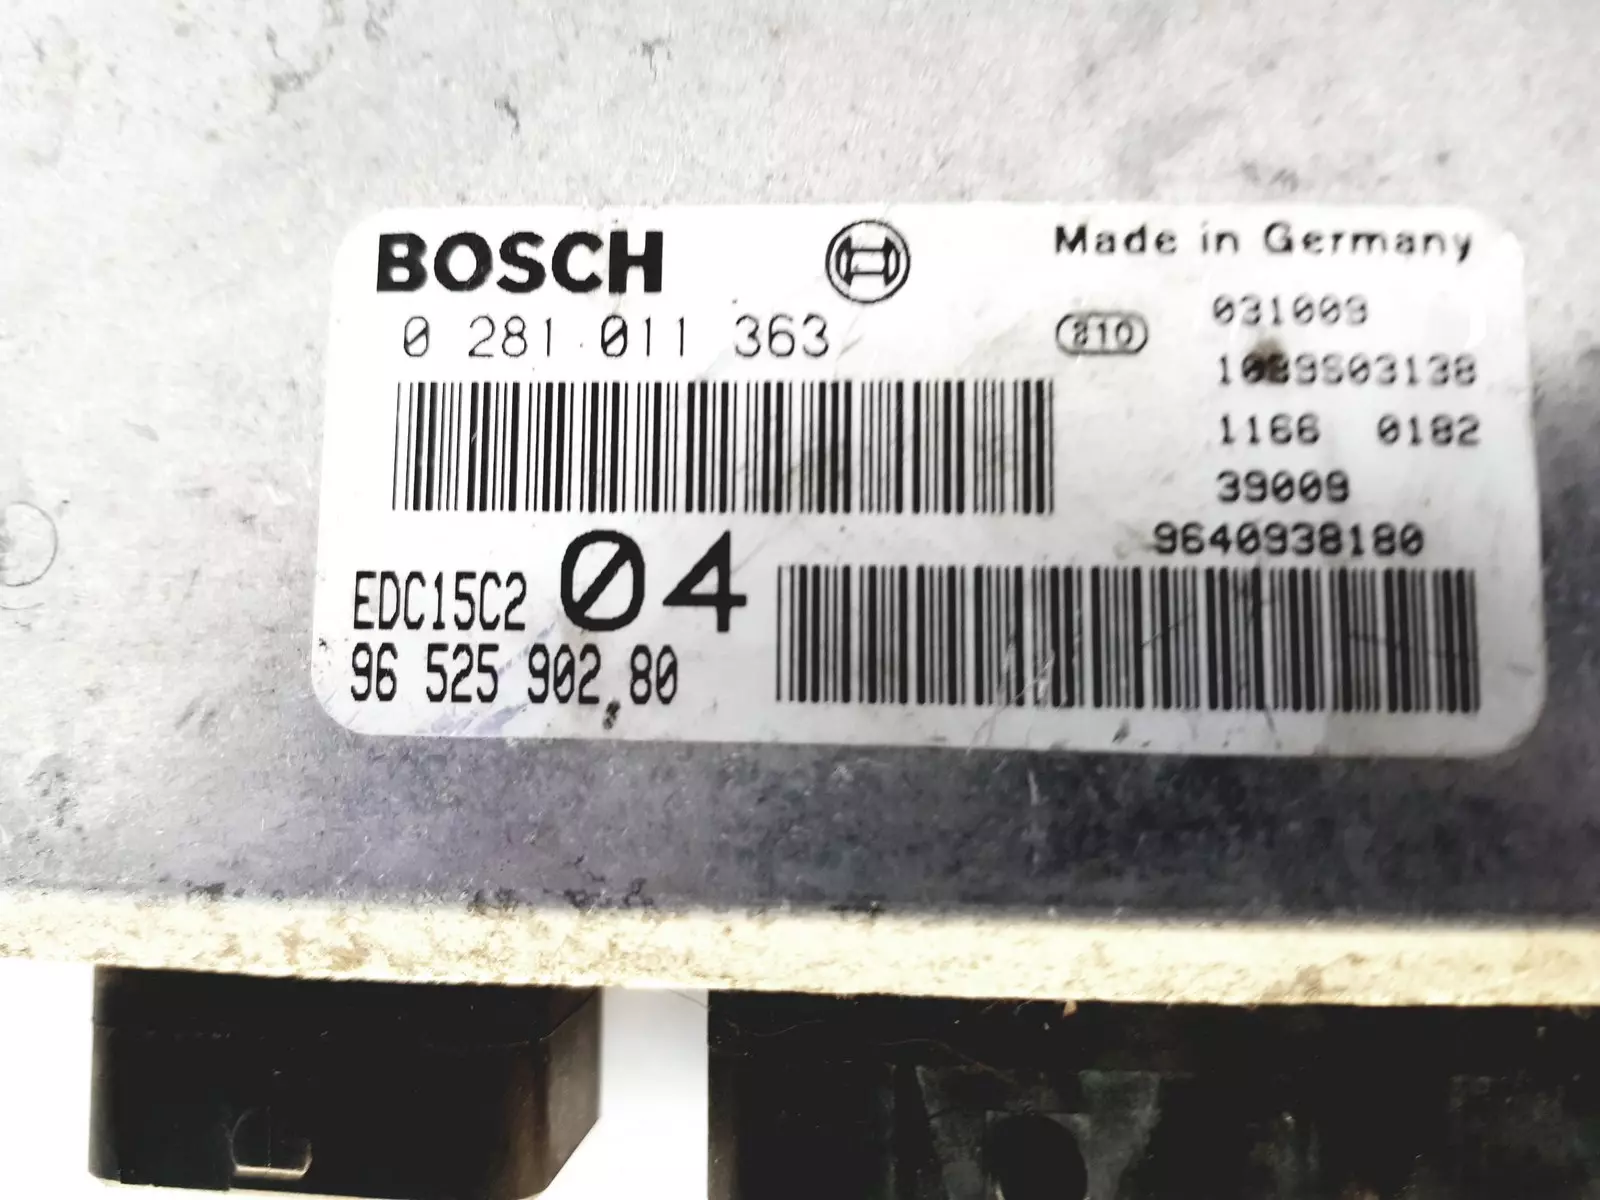 BOSCH
Made in Germany
0 281 011 363
810
031009
1039S03138
1166 0182
39009
9640938180
EDC15C2 04
96 525 902 80